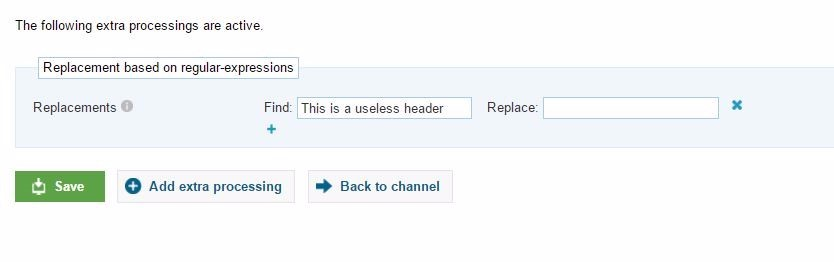 The following extra processings are active.
Replacement based on regular-expressions
Replacements Find: This is a useless header Replace:
Save Add extra processing Back to channel